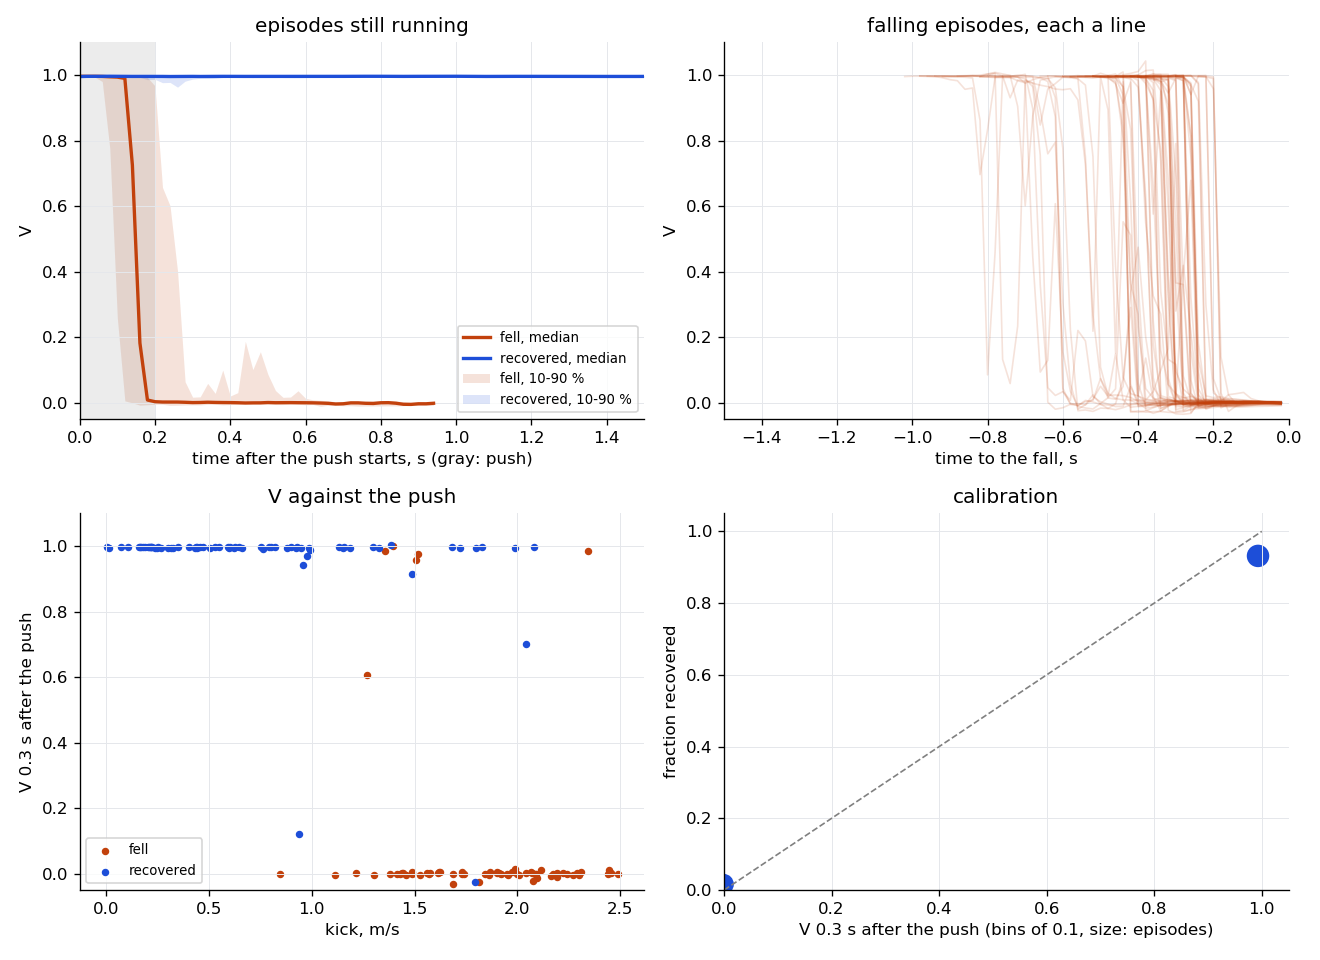 episodes still running
V
1.0
0.8
0.6
0.4
0.2
0.0
fell, median
recovered, median
fell, 10-90 %
recovered, 10-90 %
0.0 0.2 0.4 0.6 0.8 1.0 1.2 1.4
time after the push starts, s (gray: push)
falling episodes, each a line
V
1.0
0.8
0.6
0.4
0.2
0.0
−1.4 −1.2 −1.0 −0.8 −0.6 −0.4 −0.2 0.0
time to the fall, s
V against the push
V 0.3 s after the push
1.0
0.8
0.6
0.4
0.2
0.0
fell
recovered
0.0 0.5 1.0 1.5 2.0 2.5
kick, m/s
calibration
fraction recovered
1.0
0.8
0.6
0.4
0.2
0.0
0.0 0.2 0.4 0.6 0.8 1.0
V 0.3 s after the push (bins of 0.1, size: episodes)